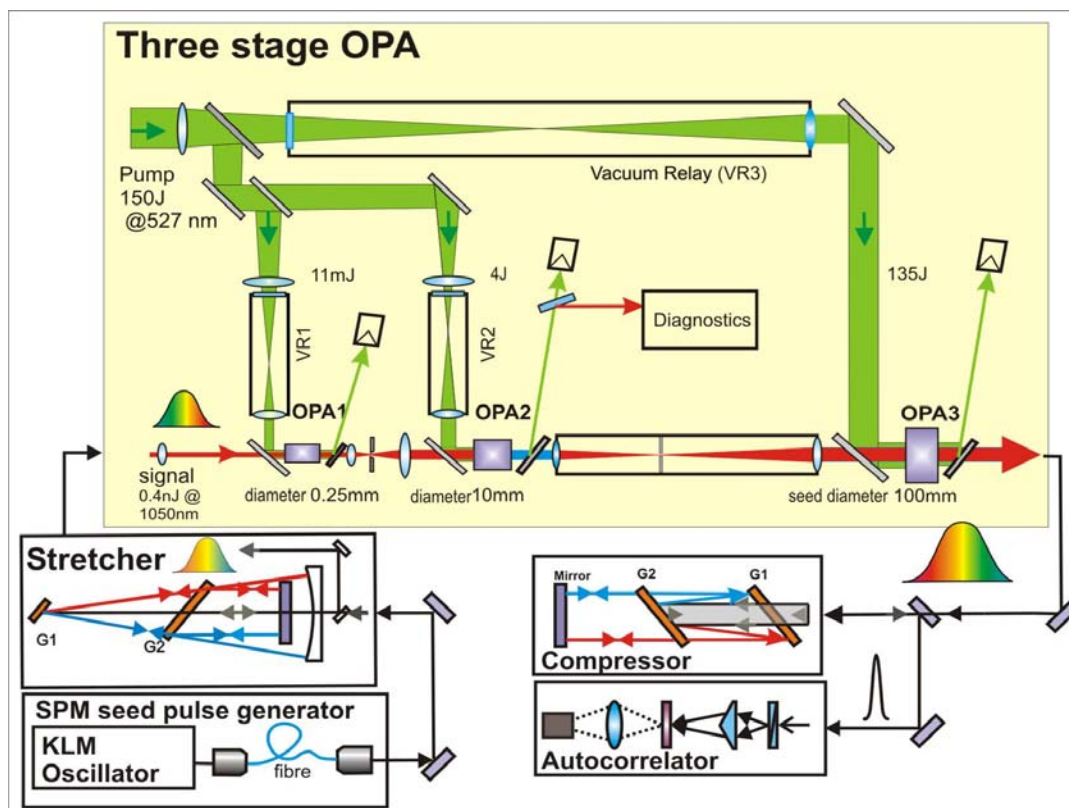 Three stage OPA
Pump
150J
@527 nm
Vacuum Relay (VR3)
11mJ
4J
135J
VR1
VR2
Diagnostics
OPA1
OPA2
OPA3
signal
0.4nJ @
1050nm
diameter 0.25mm
diameter 10mm
seed diameter 100mm
Stretcher
G1
G2
Mirror
G2
G1
Compressor
SPM seed pulse generator
KLM
Oscillator
fibre
Autocorrelator